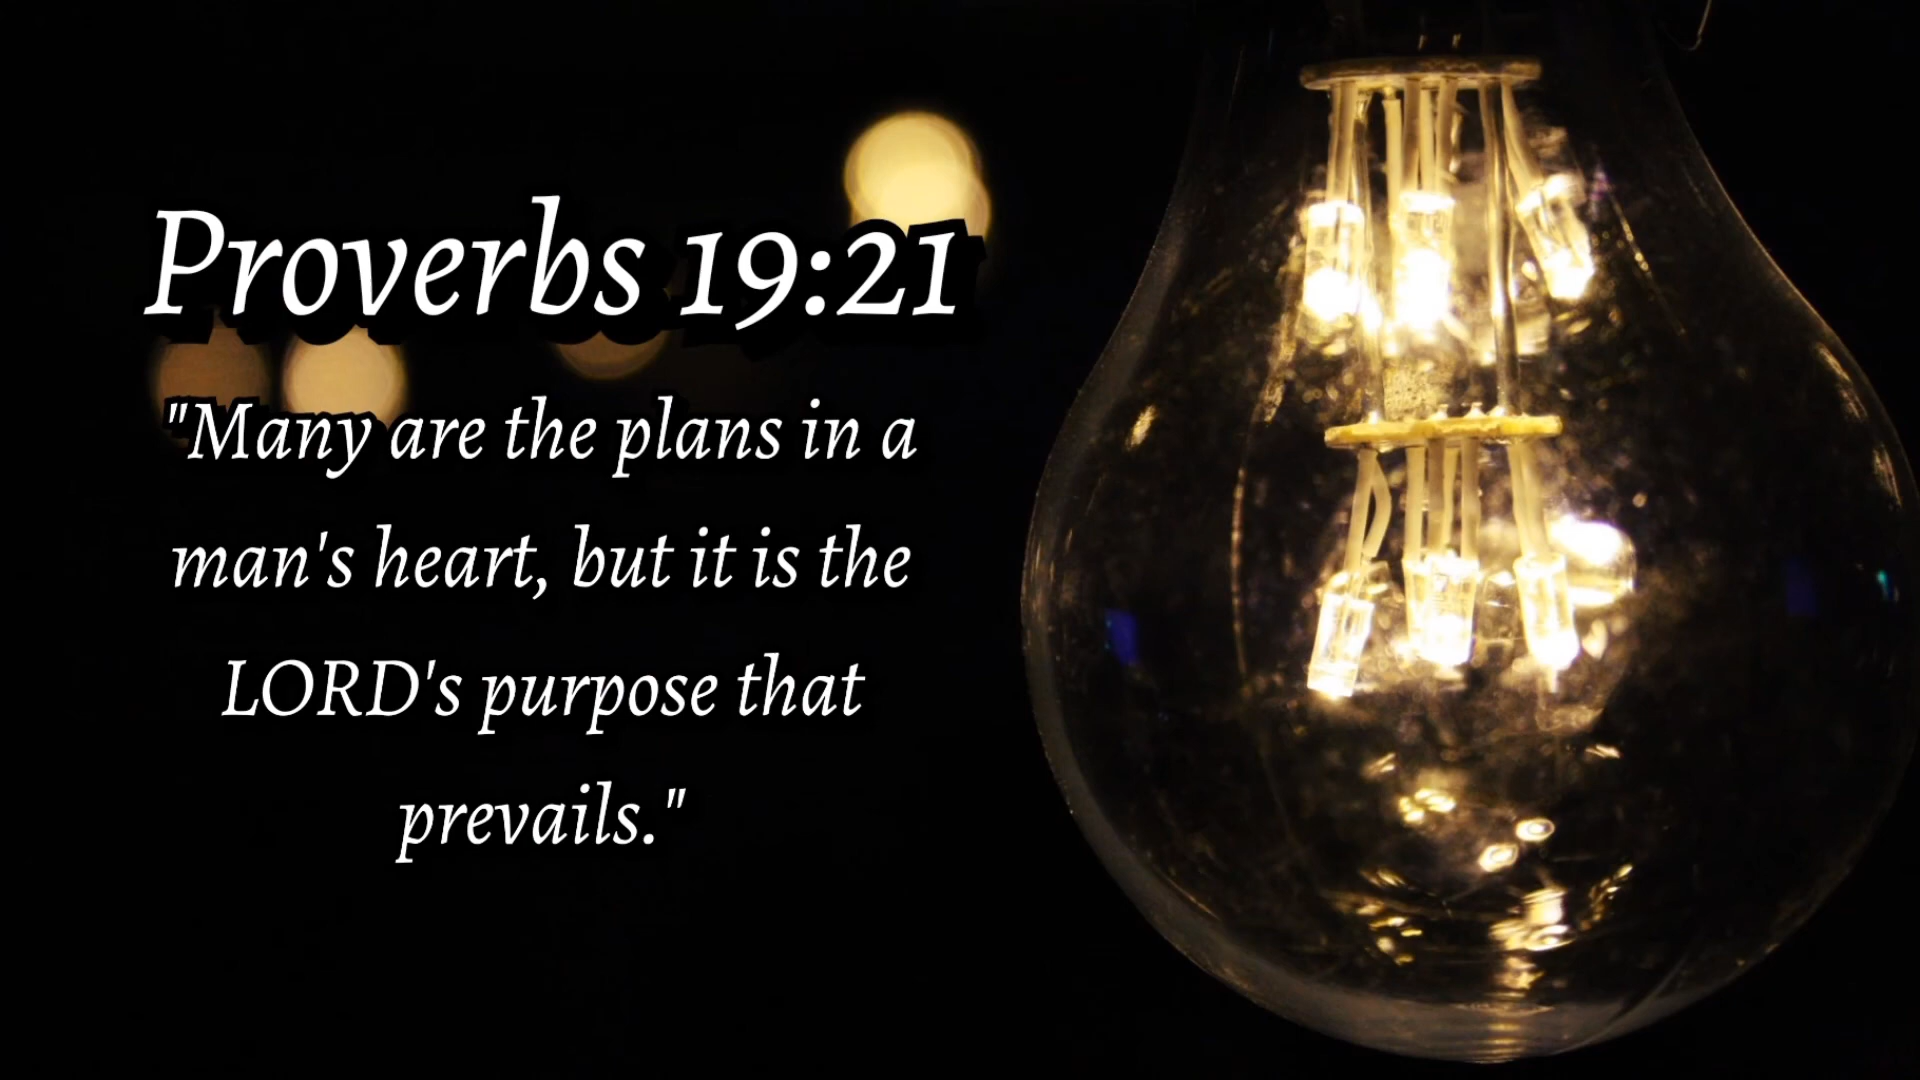 Proverbs 19:21
"Many are the plans in a
man's heart, but it is the
LORD's purpose that
prevails."